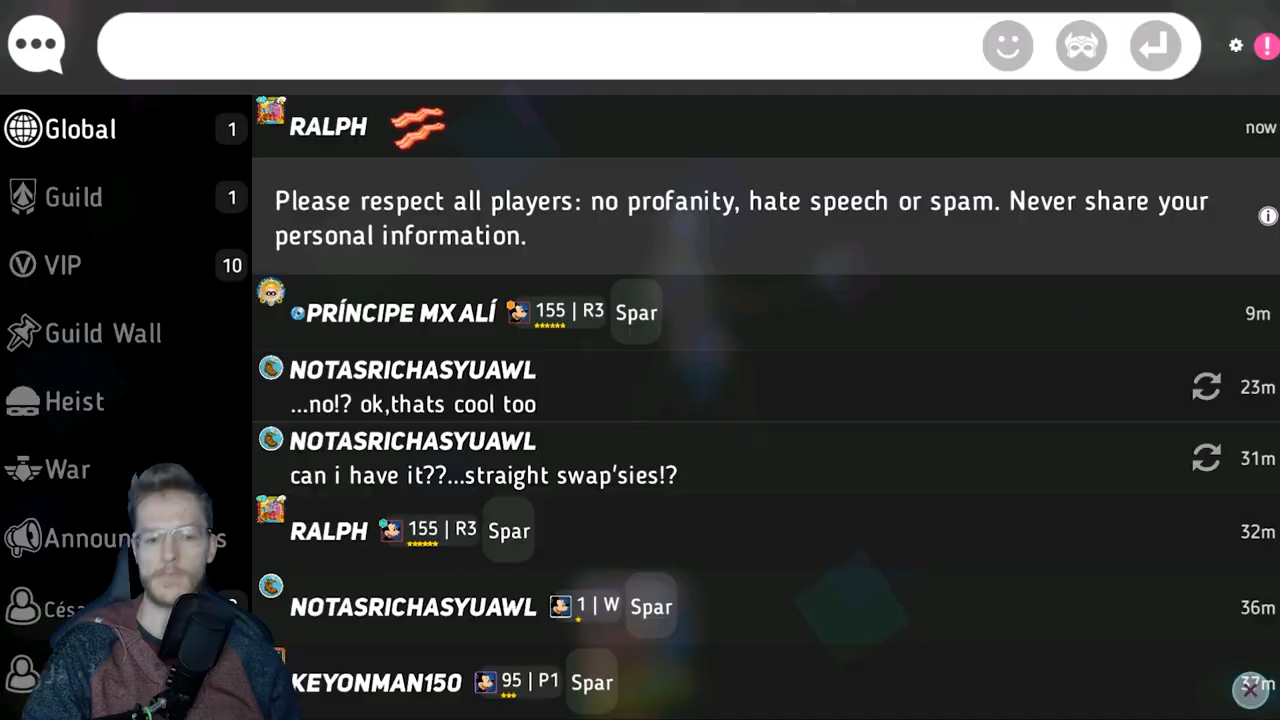 Global 1
Guild 1
VIP 10
Guild Wall
Heist
War
RALPH now
Please respect all players: no profanity, hate speech or spam. Never share your
personal information.
PRÍNCIPE MX ALÍ 155 | R3 Spar 9m
NOTASRICHASYUAWL
...no!? ok,thats cool too 23m
NOTASRICHASYUAWL
can i have it??...straight swap'sies!? 31m
RALPH 155 | R3 Spar 32m
NOTASRICHASYUAWL 1 | W Spar 36m
KEYONMAN150 95 | P1 Spar 37m